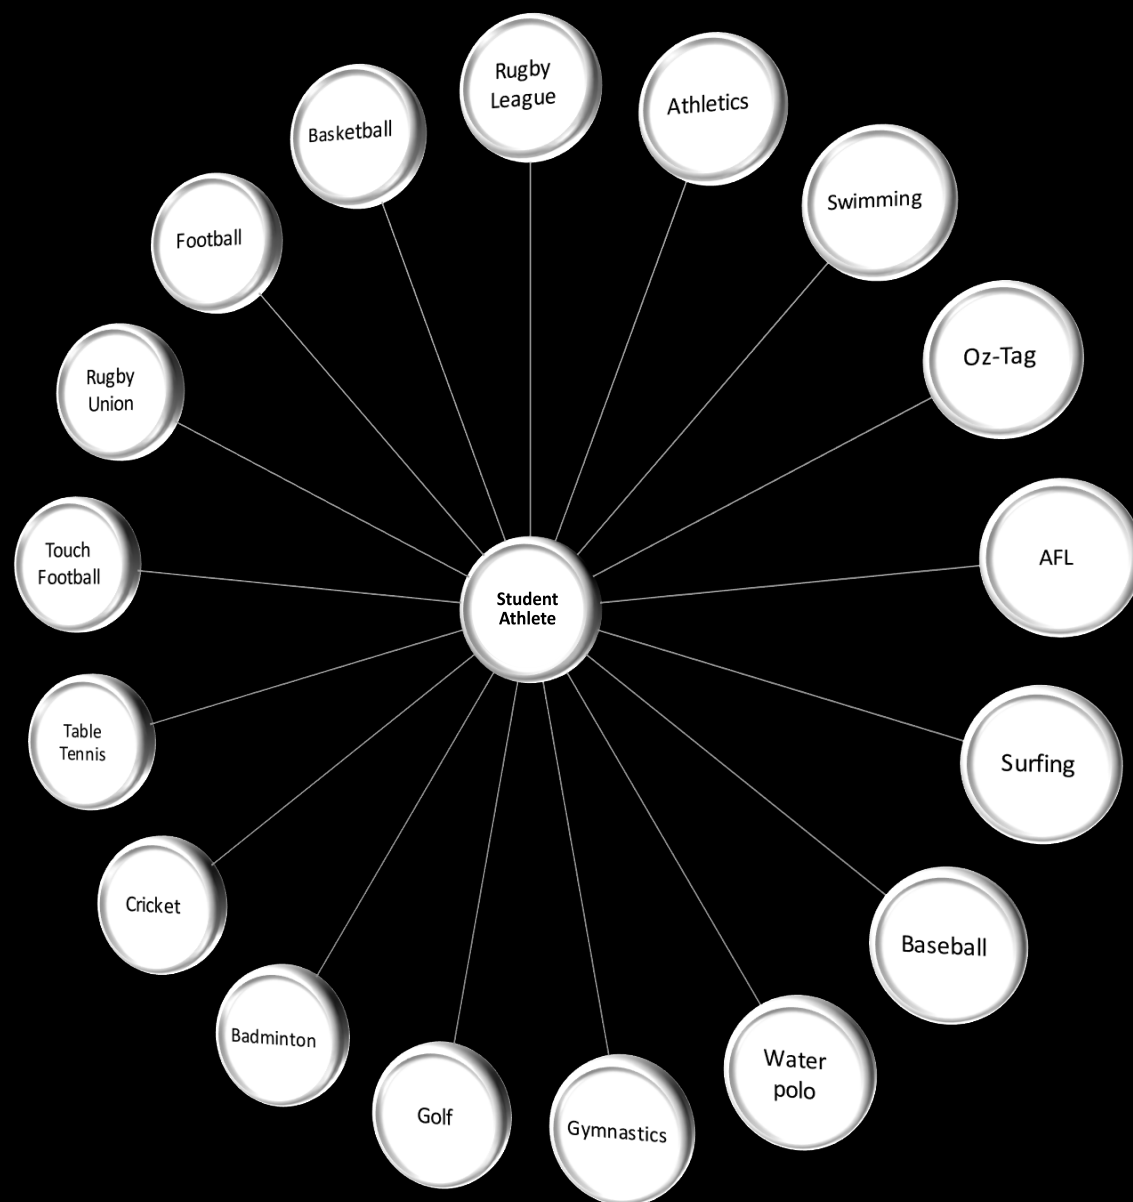 Rugby
League
Athletics
Swimming
Oz-Tag
AFL
Surfing
Baseball
Water
polo
Gymnastics
Golf
Badminton
Cricket
Table
Tennis
Touch
Football
Rugby
Union
Football
Basketball
Student
Athlete